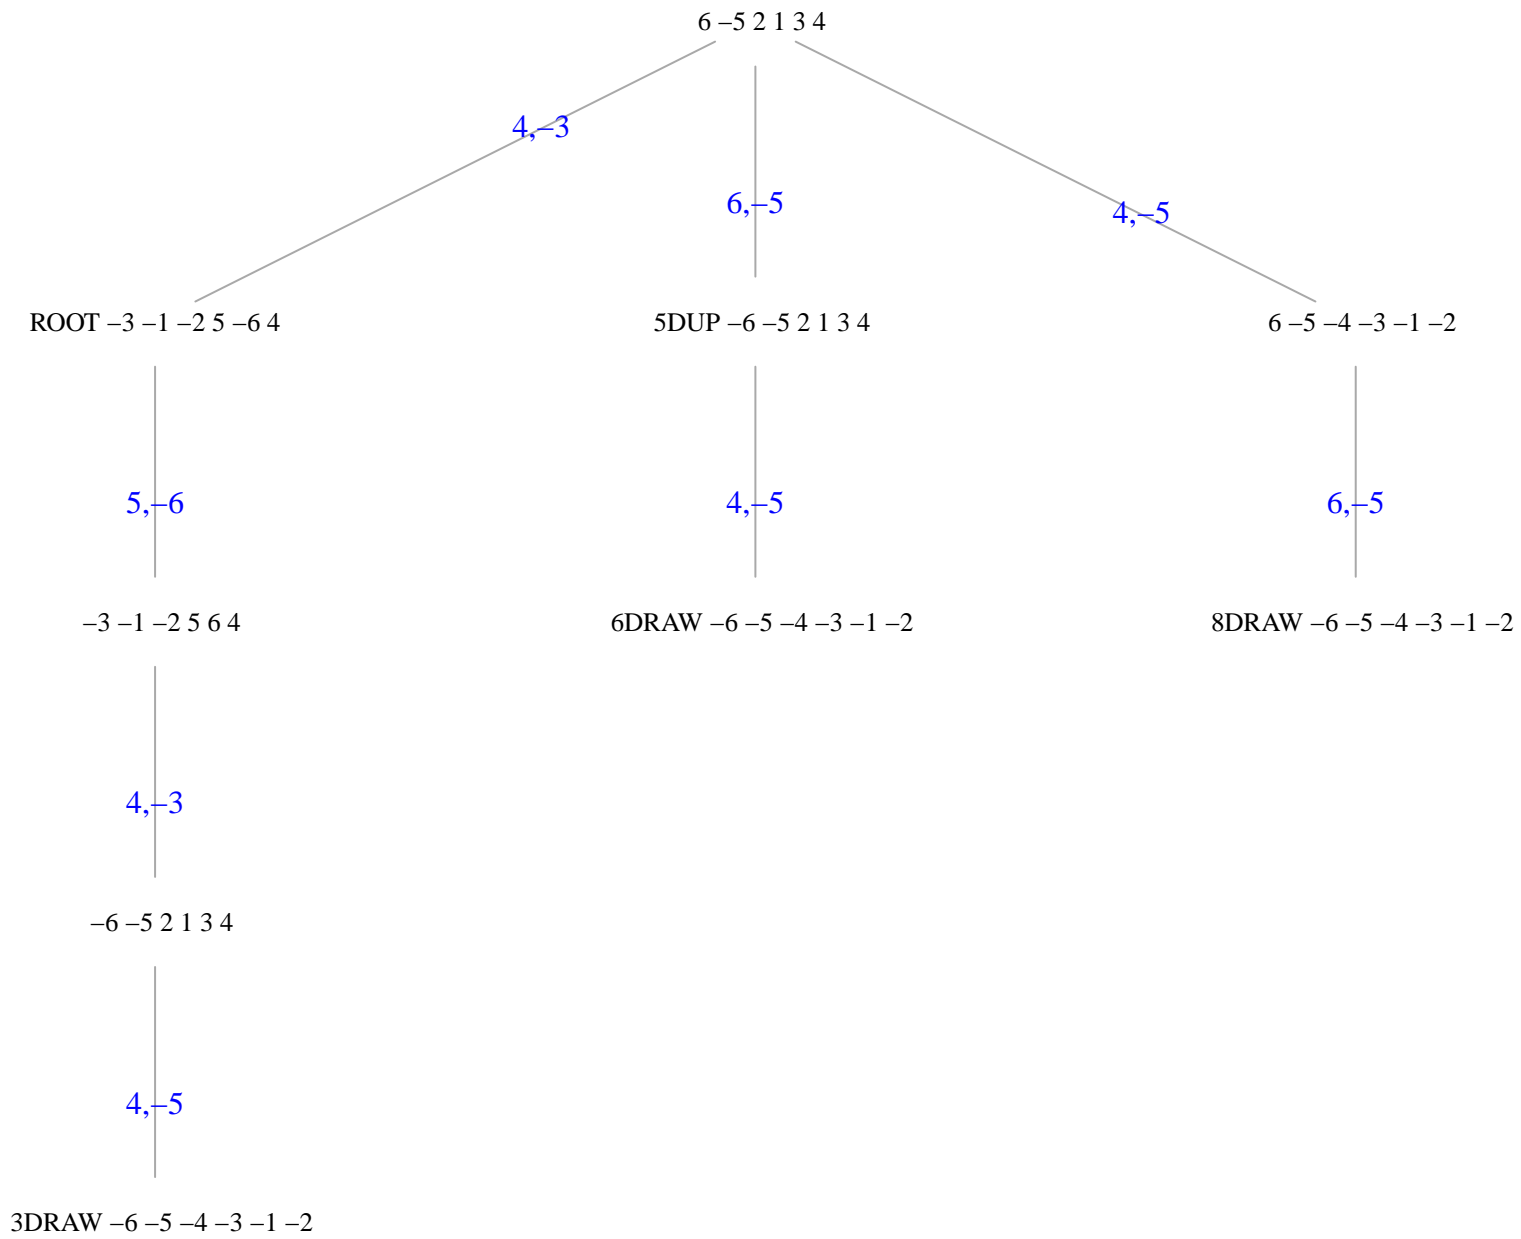 6 –5 2 1 3 4
4,–3
6,–5
4,–5
ROOT –3 –1 –2 5 –6 4
5DUP –6 –5 2 1 3 4
6 –5 –4 –3 –1 –2
5,–6
4,–5
6,–5
–3 –1 –2 5 6 4
6DRAW –6 –5 –4 –3 –1 –2
8DRAW –6 –5 –4 –3 –1 –2
4,–3
–6 –5 2 1 3 4
4,–5
3DRAW –6 –5 –4 –3 –1 –2